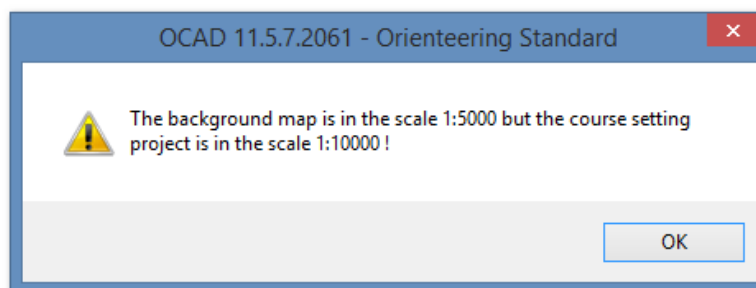 OCAD 11.5.7.2061 - Orienteering Standard
The background map is in the scale 1:5000 but the course setting
project is in the scale 1:10000 !
OK